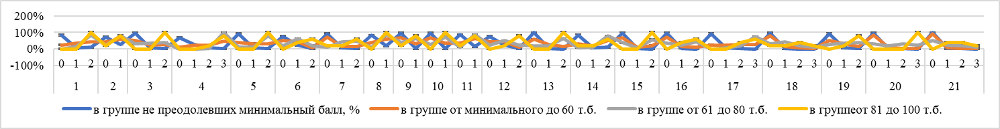 200%
100%
0%
-100%
0 1 2 0 1 0 1 2 0 1 2 3 0 1 2 0 1 2 0 1 2 0 1 0 1 0 1 0 1 0 1 2 0 1 2 0 1 2 0 1 2 0 1 2 0 1 2 3 0 1 2 3 0 1 2 0 1 2 3 0 1 2 3
1 2 3 4 5 6 7 8 9 10 11 12 13 14 15 16 17 18 19 20 21
в группе не преодолевших минимальный балл, % в группе от минимального до 60 т.б. в группе от 61 до 80 т.б. в группеот 81 до 100 т.б.